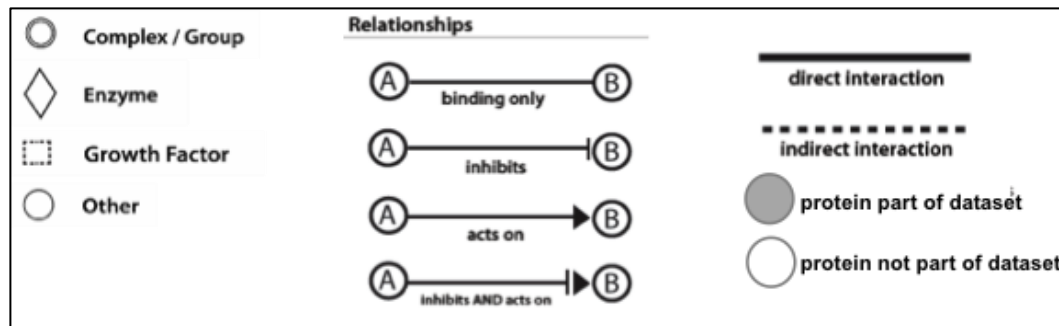 Complex / Group
Enzyme
Growth Factor
Other
Relationships
A B
binding only
A B
inhibits
A B
acts on
A B
inhibits AND acts on
direct interaction
indirect interaction
protein part of dataset
protein not part of dataset